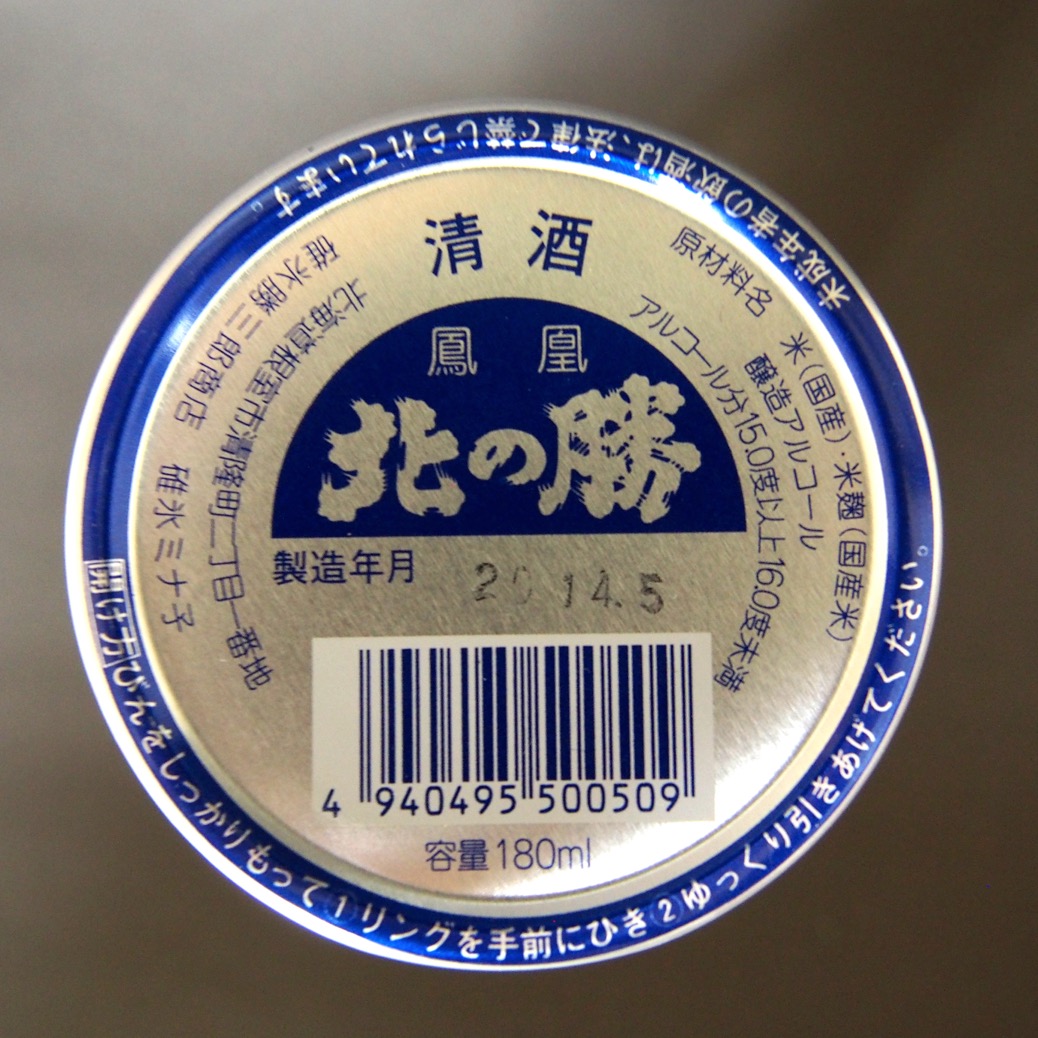 清酒
鳳凰
北の勝
製造年月
20 14.5
4 940495 500509
容量180ml
原材料名 米(国産)・米麹(国産米)
醸造アルコール
アルコール分15.0度以上16.0度未満
北海道根室市清隆町二丁目一番地
碓氷勝三郎商店 碓氷ミナ子
未成年者の飲酒は、法律で禁じられています。
開け方 びんをしっかりもって①リングを手前にひき②ゆっくり引きあげてください。